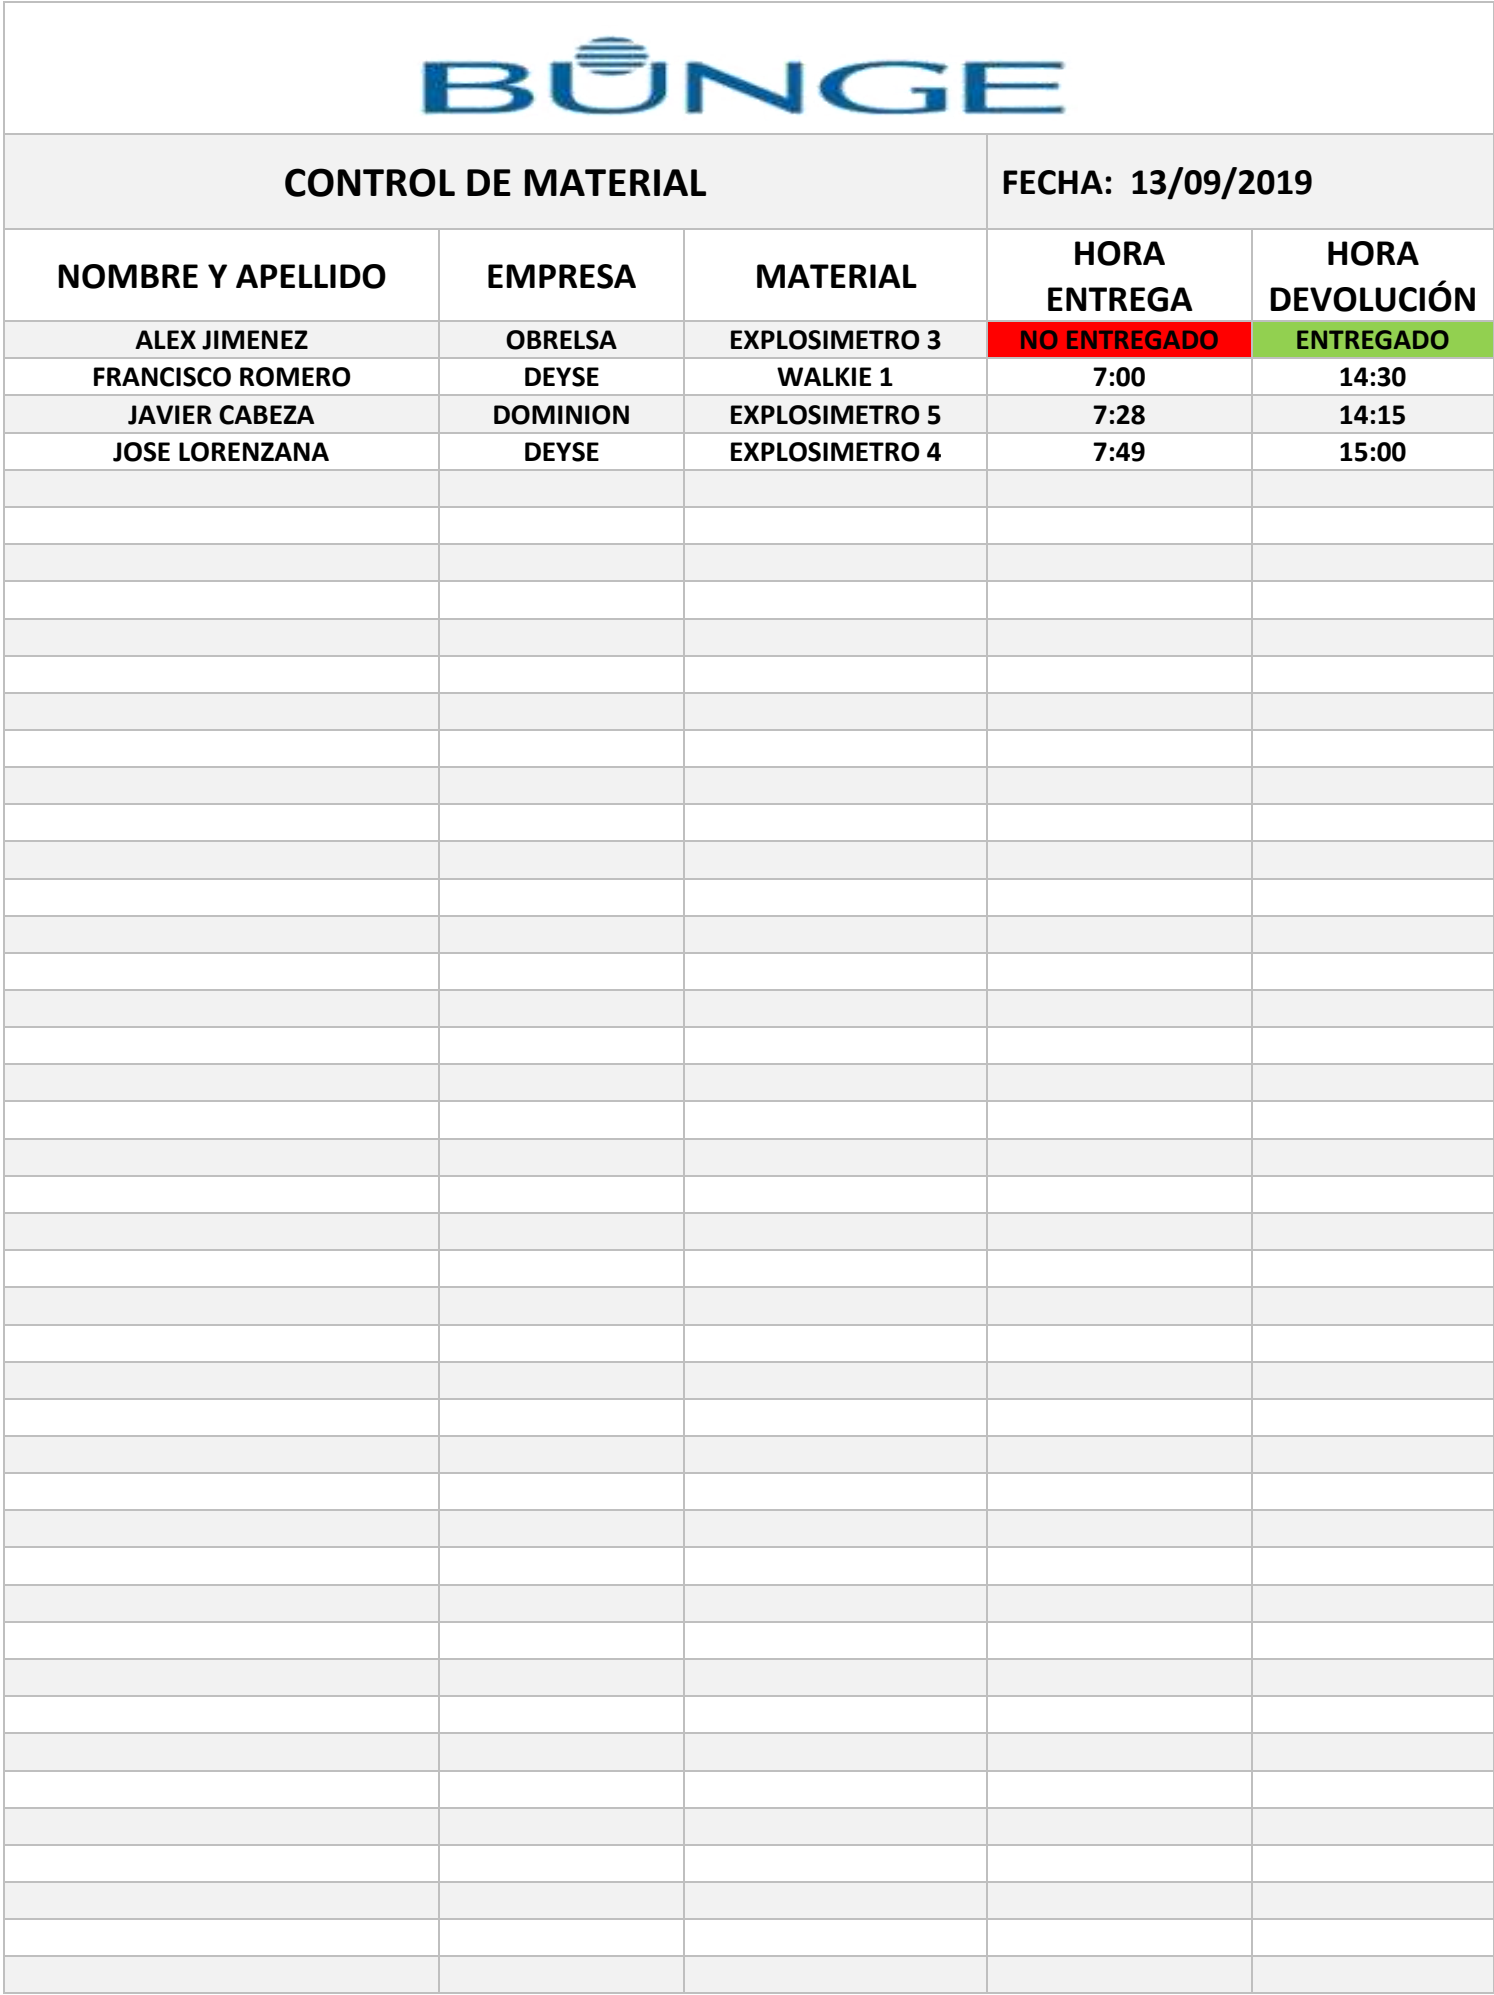 BUNGE
CONTROL DE MATERIAL FECHA: 13/09/2019
NOMBRE Y APELLIDO EMPRESA MATERIAL HORA ENTREGA HORA DEVOLUCIÓN
ALEX JIMENEZ OBRELSA EXPLOSIMETRO 3 NO ENTREGADO ENTREGADO
FRANCISCO ROMERO DEYSE WALKIE 1 7:00 14:30
JAVIER CABEZA DOMINION EXPLOSIMETRO 5 7:28 14:15
JOSE LORENZANA DEYSE EXPLOSIMETRO 4 7:49 15:00